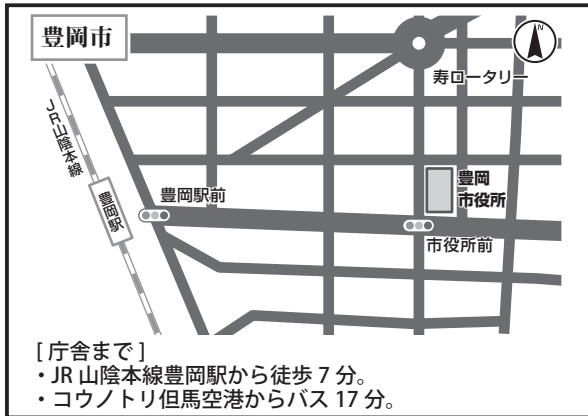 豊岡市
N
寿ロータリー
JR山陰本線
豊岡駅
豊岡駅前
豊岡
市役所
市役所前
[ 庁舎まで ]
・JR 山陰本線豊岡駅から徒歩 7 分。
・コウノトリ但馬空港からバス 17 分。